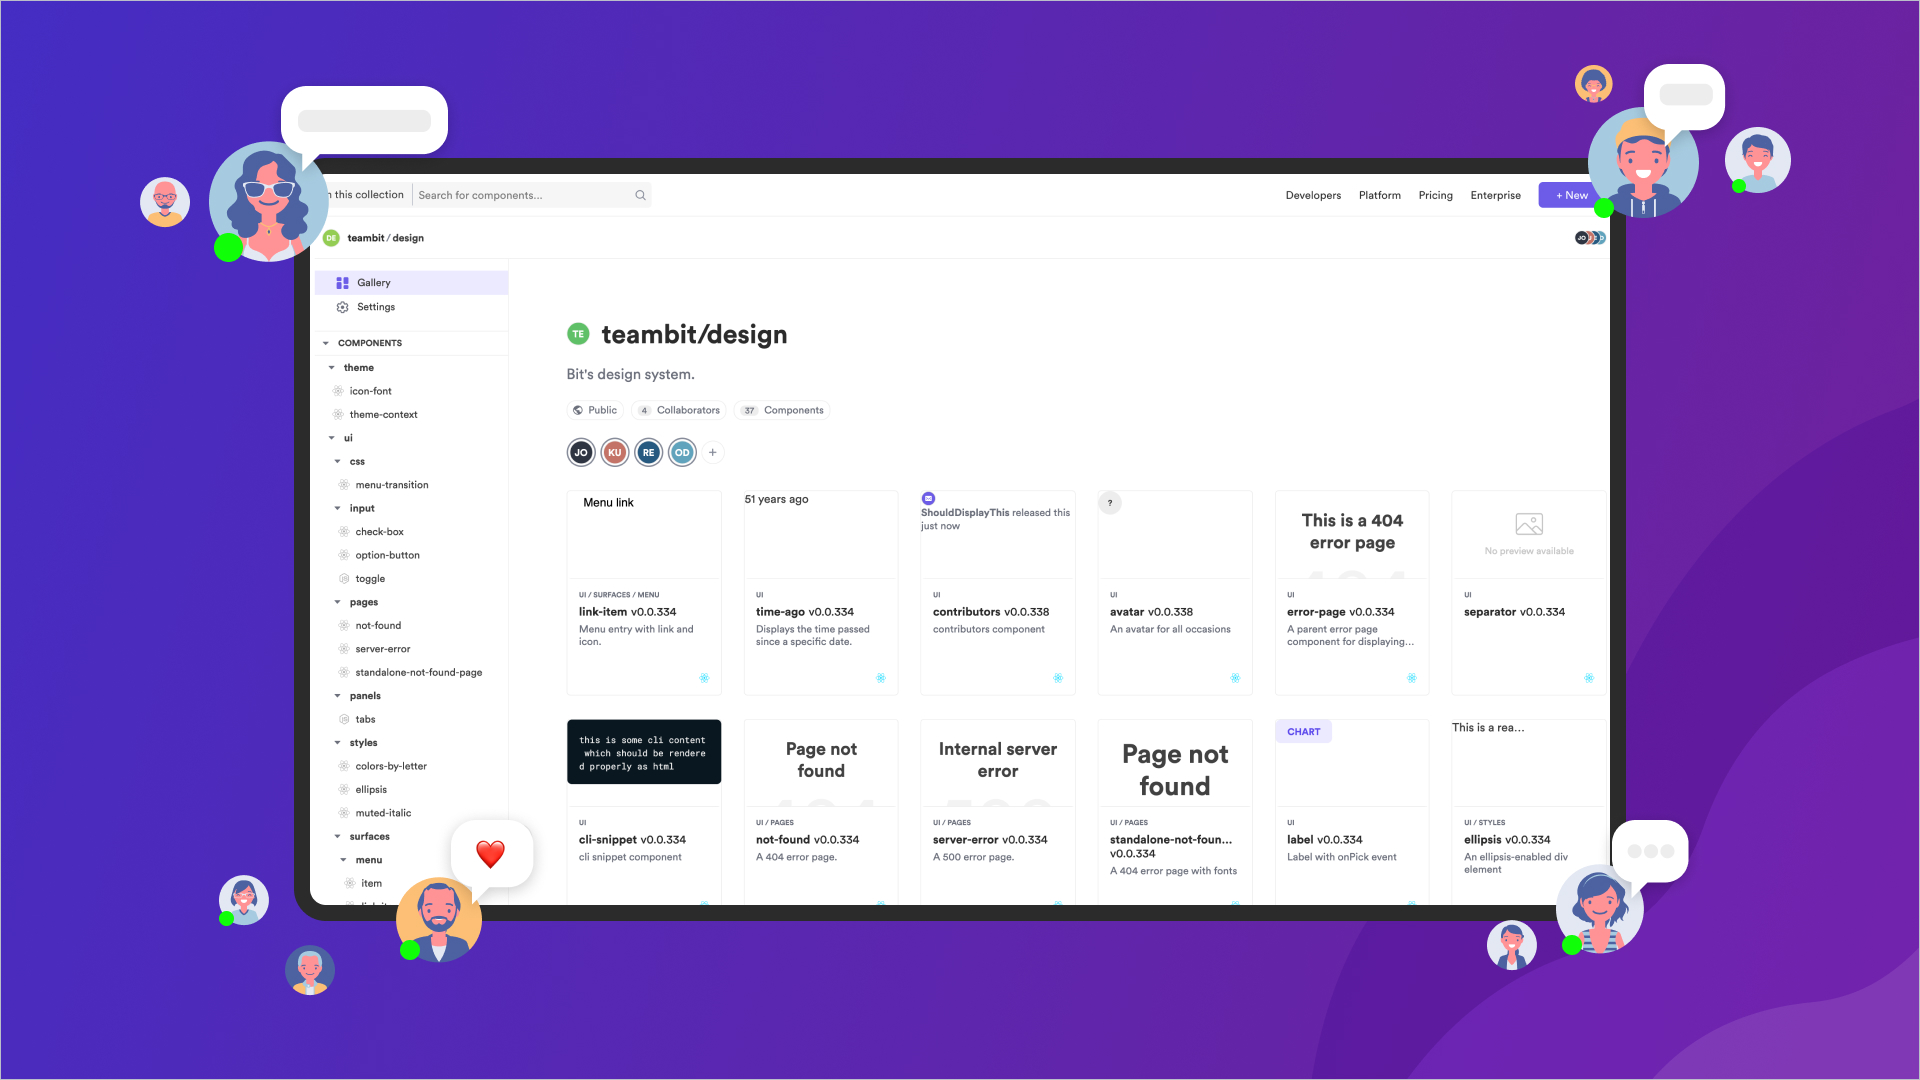 this collection
Search for components...
Developers
Platform
Pricing
Enterprise
+ New
DE
teambit / design
JO
Gallery
Settings
COMPONENTS
theme
icon-font
theme-context
ui
css
menu-transition
input
check-box
option-button
toggle
pages
not-found
server-error
standalone-not-found-page
panels
tabs
styles
colors-by-letter
ellipsis
muted-italic
surfaces
menu
item
TE
teambit/design
Bit's design system.
Public
4 Collaborators
37 Components
JO
KU
RE
OD
+
Menu link
UI / SURFACES / MENU
link-item v0.0.334
Menu entry with link and
icon.
51 years ago
UI
time-ago v0.0.334
Displays the time passed
since a specific date.
ShouldDisplayThis released this
just now
UI
contributors v0.0.338
contributors component
?
UI
avatar v0.0.338
An avatar for all occasions
This is a 404
error page
UI
error-page v0.0.334
A parent error page
component for displaying...
No preview available
UI
separator v0.0.334
this is some cli content
which should be rendere
d properly as html
UI
cli-snippet v0.0.334
cli snippet component
Page not
found
UI / PAGES
not-found v0.0.334
A 404 error page.
Internal server
error
UI / PAGES
server-error v0.0.334
A 500 error page.
Page not
found
UI / PAGES
standalone-not-foun...
v0.0.334
A 404 error page with fonts
CHART
UI
label v0.0.334
Label with onPick event
This is a rea...
UI / STYLES
ellipsis v0.0.334
An ellipsis-enabled div
element